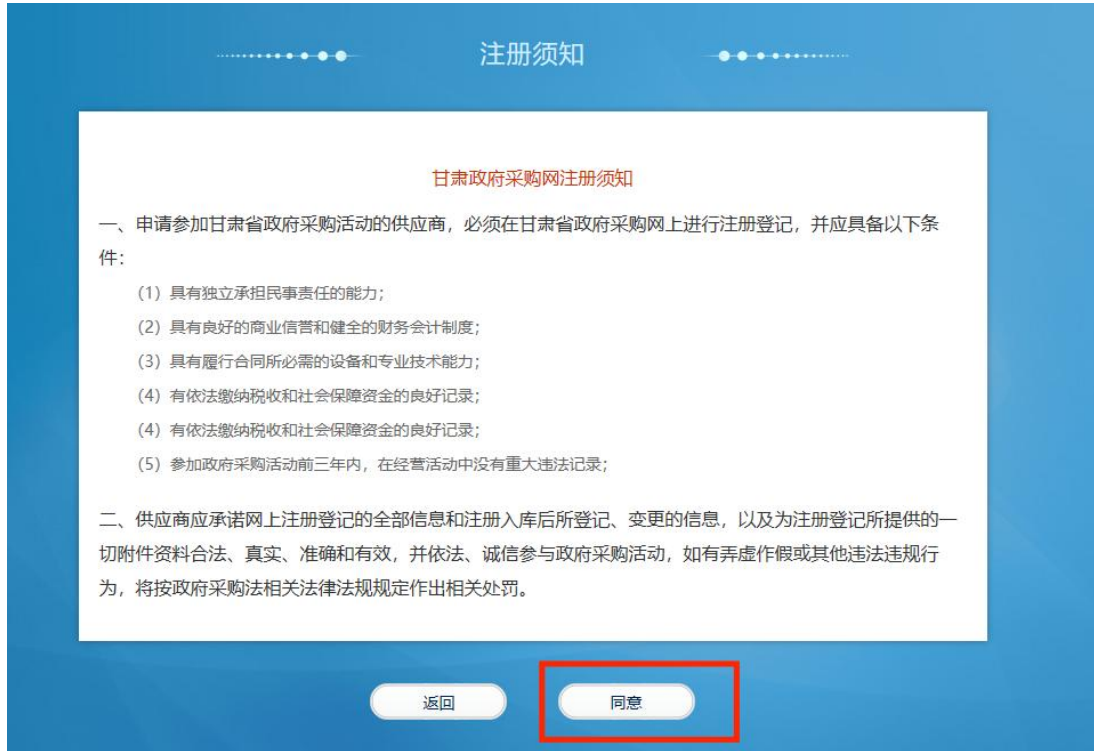 注册须知
甘肃政府采购网注册须知
一、申请参加甘肃省政府采购活动的供应商，必须在甘肃省政府采购网上进行注册登记，并应具备以下条
件：
（1）具有独立承担民事责任的能力；
（2）具有良好的商业信誉和健全的财务会计制度；
（3）具有履行合同所必需的设备和专业技术能力；
（4）有依法缴纳税收和社会保障资金的良好记录；
（4）有依法缴纳税收和社会保障资金的良好记录；
（5）参加政府采购活动前三年内，在经营活动中没有重大违法记录；
二、供应商应承诺网上注册登记的全部信息和注册入库后所登记、变更的信息，以及为注册登记所提供的一
切附件资料合法、真实、准确和有效，并依法、诚信参与政府采购活动，如有弄虚作假或其他违法违规行
为，将按政府采购法相关法律法规规定作出相关处罚。
返回
同意